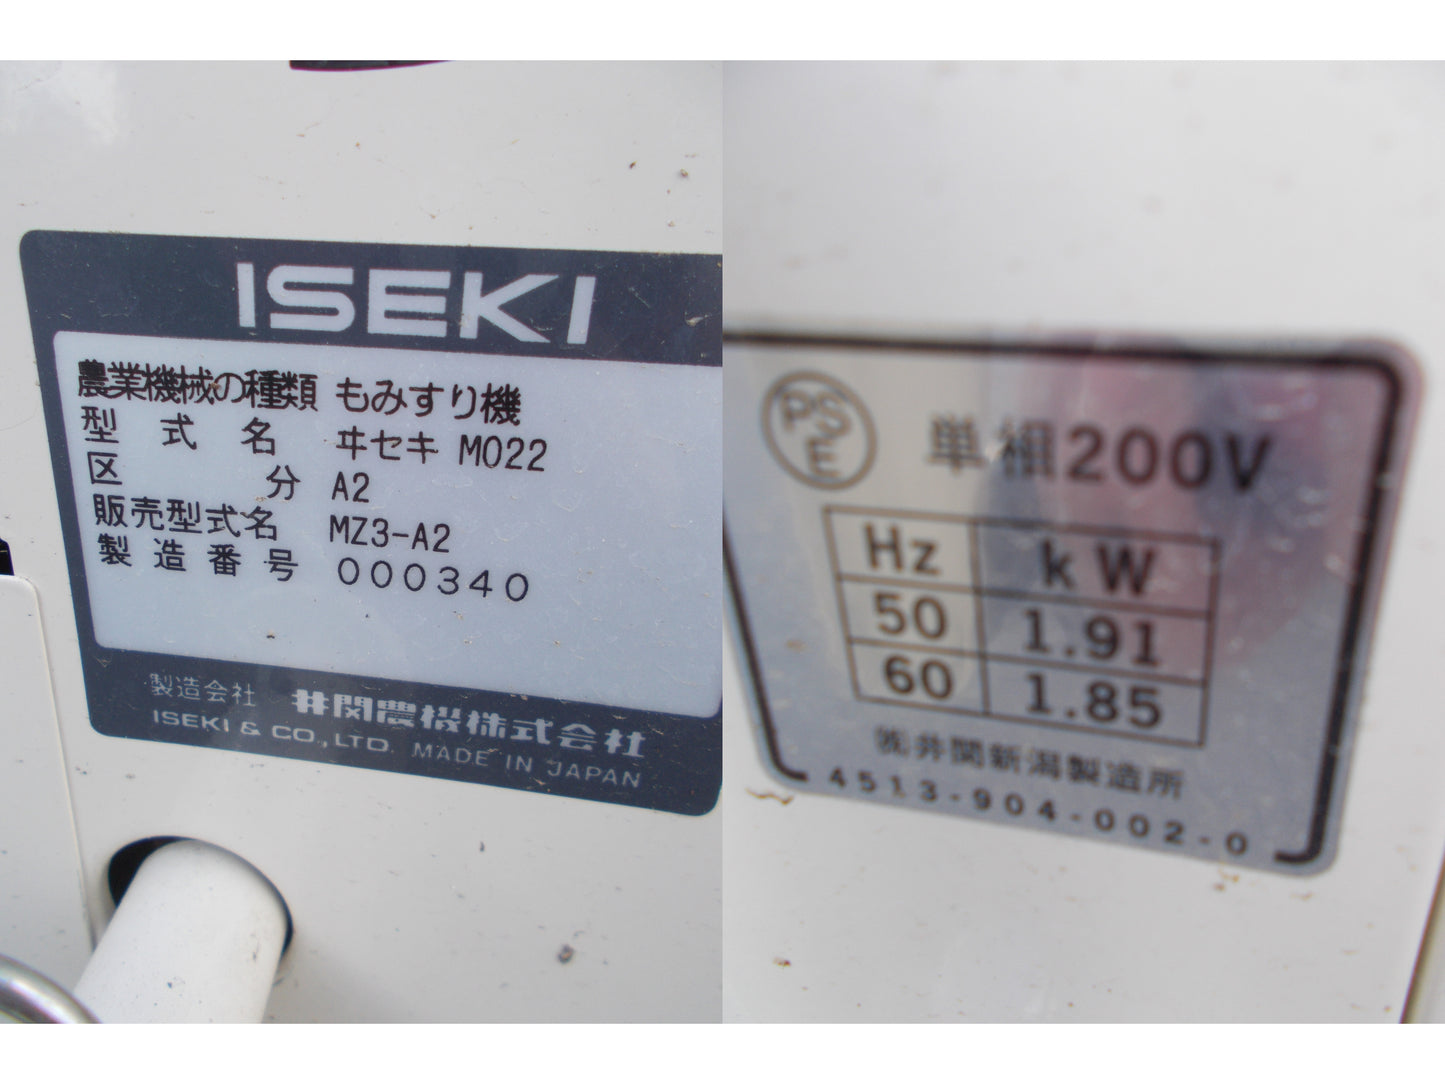 ISEKI
農業機械の種類 もみすり機
型式名 ヰセキ MO22
区分 A2
販売型式名 MZ3-A2
製造番号 000340
製造会社 井関農機株式会社
ISEKI & CO., LTD. MADE IN JAPAN
PSE 単相200V
Hz kW
50 1.91
60 1.85
㈱井関新潟製造所
4513-904-002-0